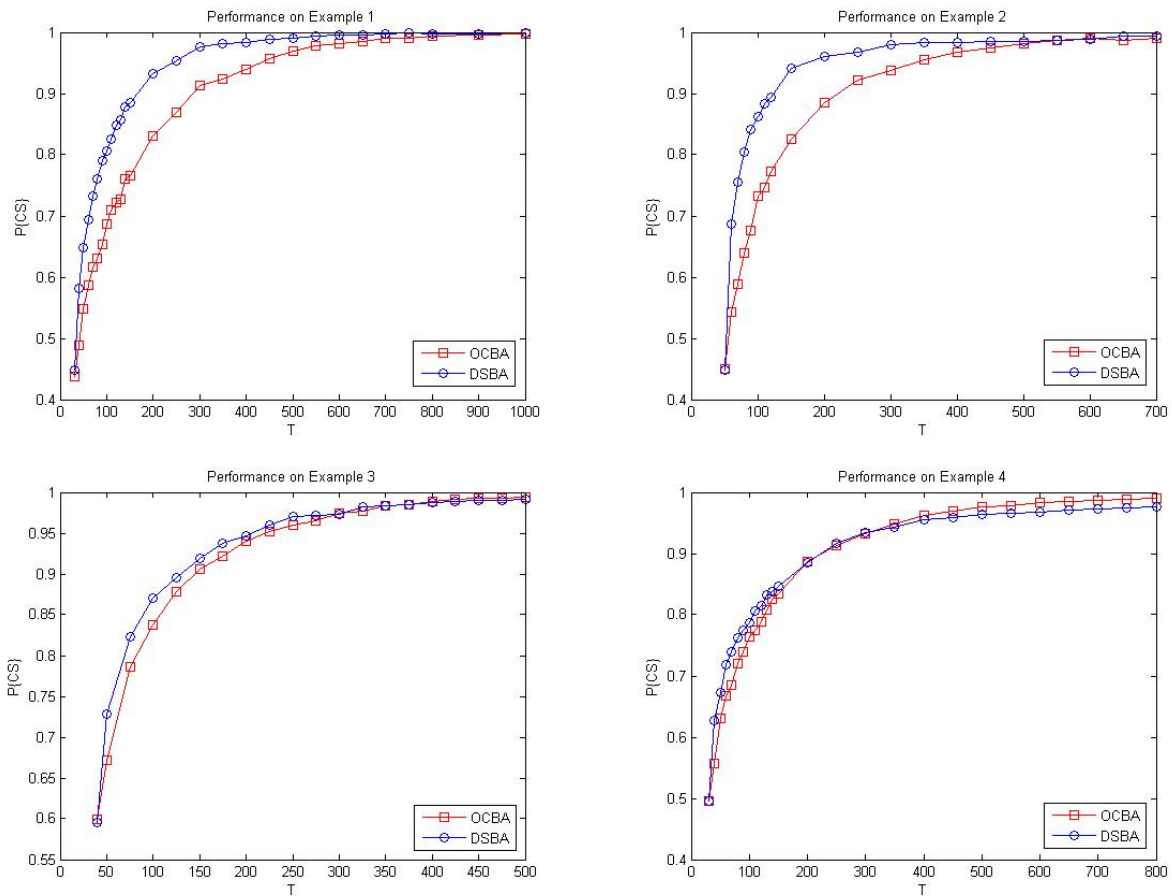 Performance on Example 1
P{CS}
1
0.9
0.8
0.7
0.6
0.5
0.4
0 100 200 300 400 500 600 700 800 900 1000
T
OCBA
DSBA
Performance on Example 2
P{CS}
1
0.9
0.8
0.7
0.6
0.5
0.4
0 100 200 300 400 500 600 700
T
OCBA
DSBA
Performance on Example 3
P{CS}
1
0.95
0.9
0.85
0.8
0.75
0.7
0.65
0.6
0.55
0 50 100 150 200 250 300 350 400 450 500
T
OCBA
DSBA
Performance on Example 4
P{CS}
1
0.9
0.8
0.7
0.6
0.5
0.4
0 100 200 300 400 500 600 700 800
T
OCBA
DSBA